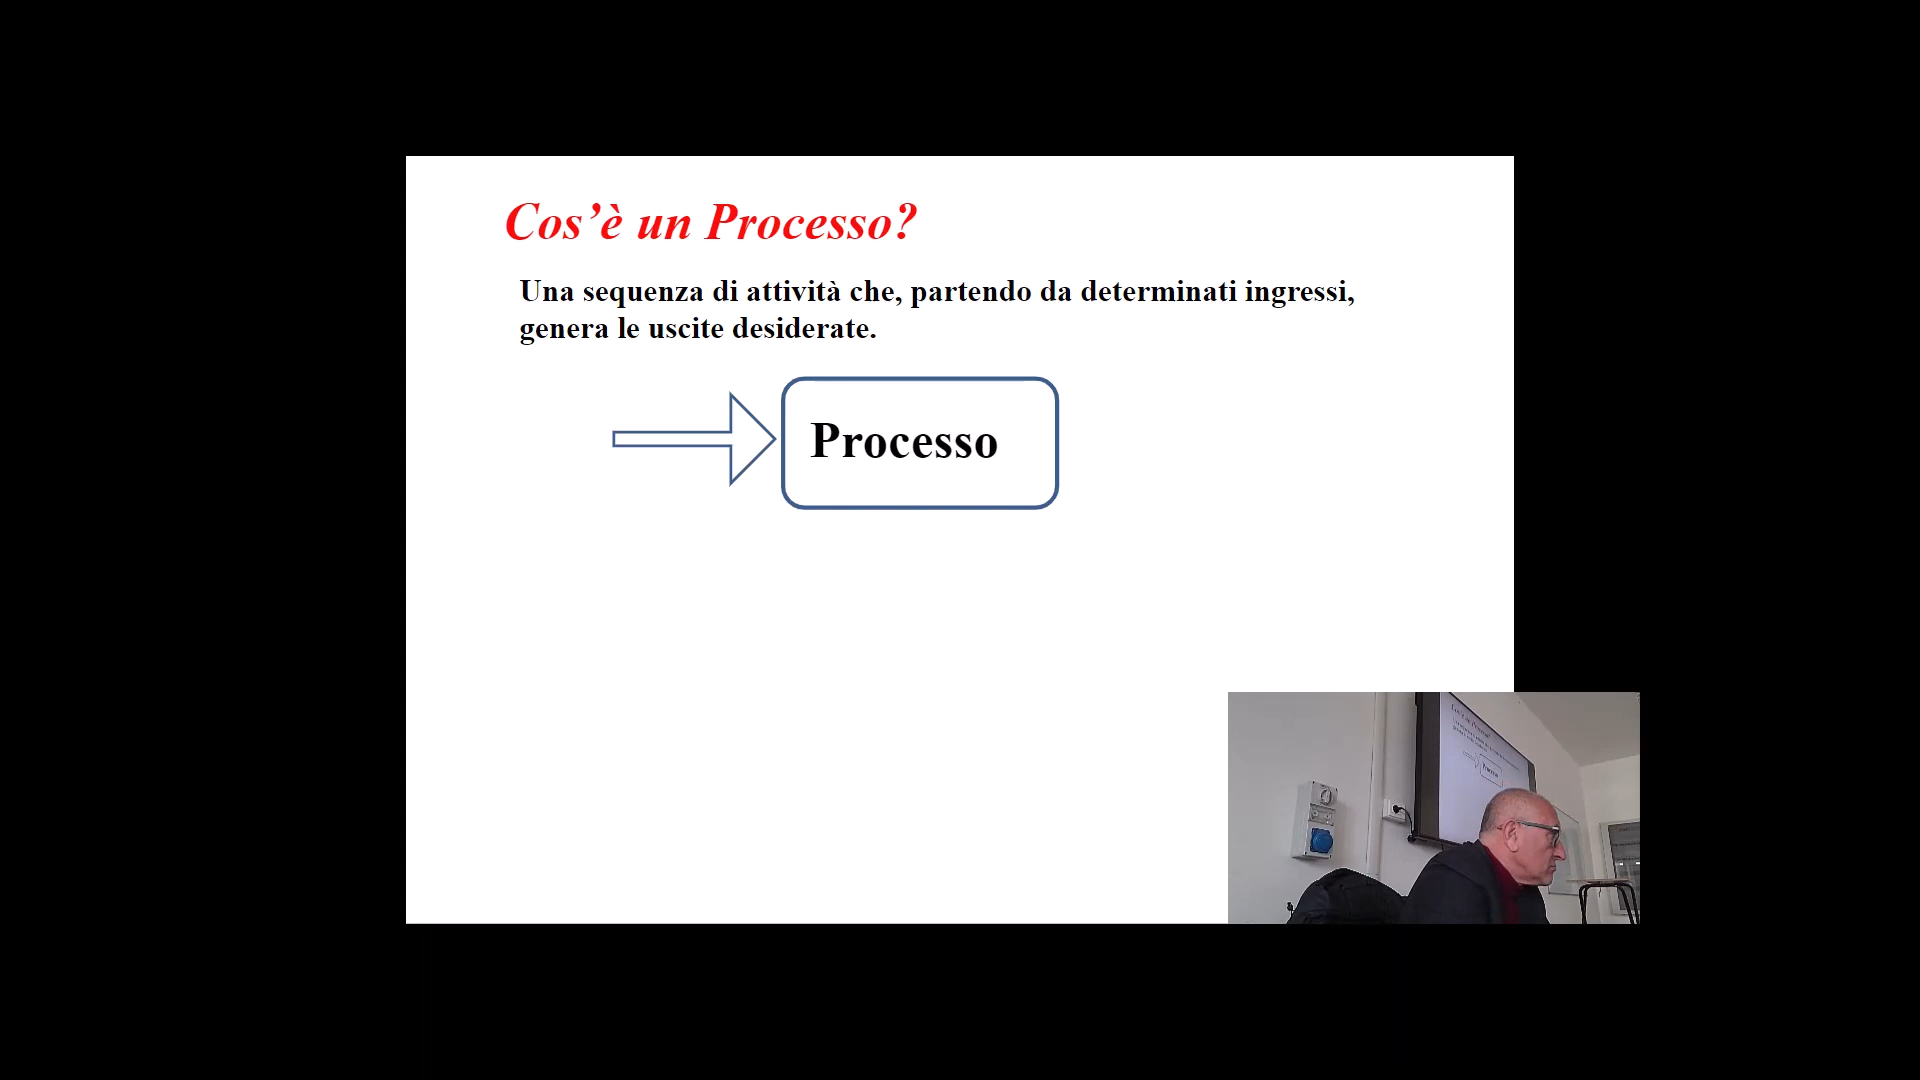 Cos’è un Processo?
Una sequenza di attività che, partendo da determinati ingressi,
genera le uscite desiderate.
Processo